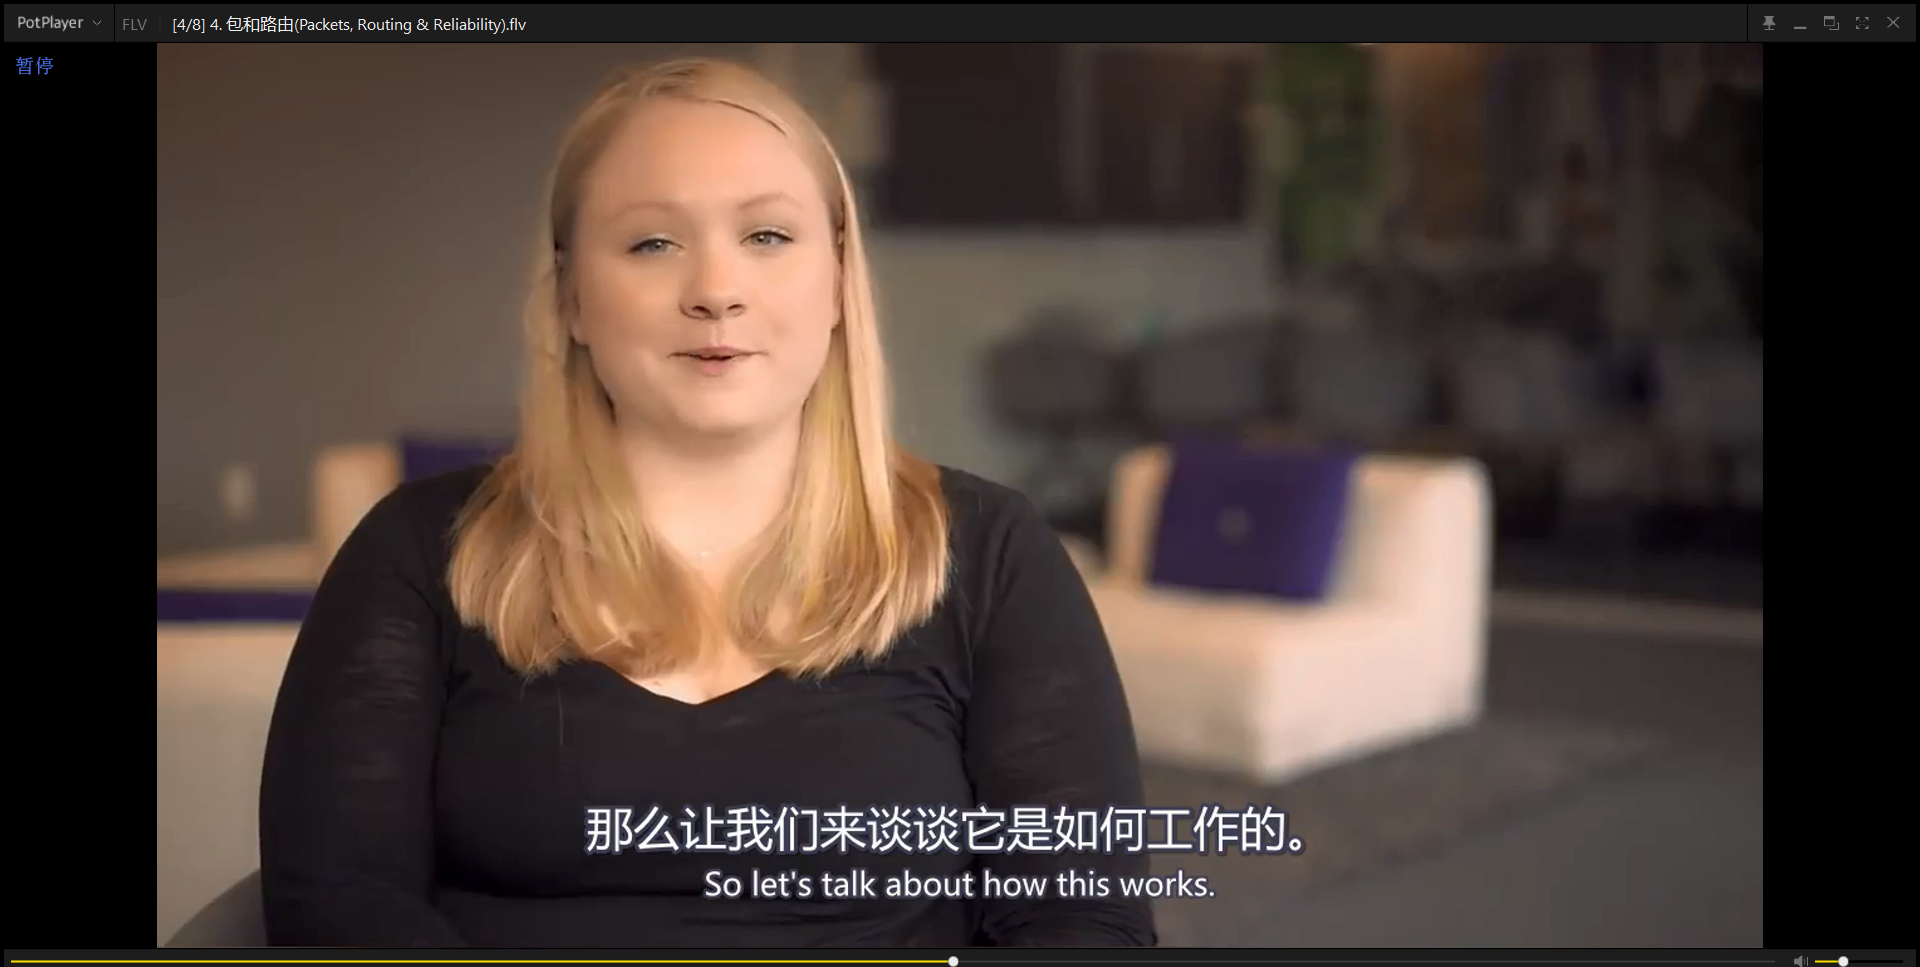 PotPlayer
FLV
[4/8] 4. 包和路由(Packets, Routing & Reliability).flv
暂停
那么让我们来谈谈它是如何工作的。
So let's talk about how this works.